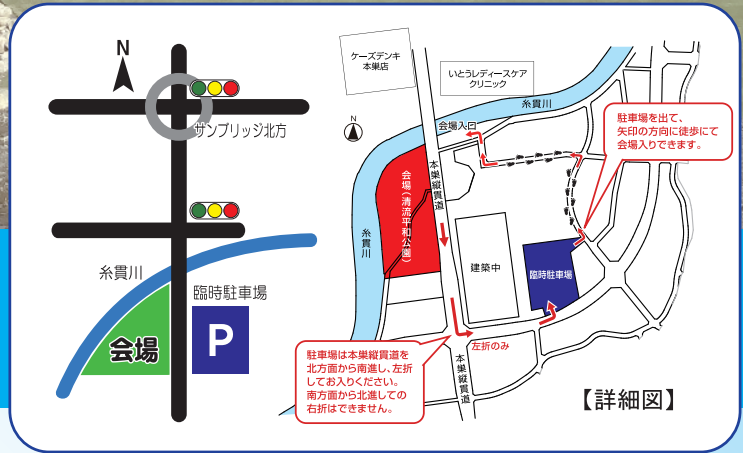 N
サンブリッジ北方
糸貫川
臨時駐車場
会場
P
ケーズデンキ
本巣店
いとうレディースケア
クリニック
糸貫川
N
会場入口
駐車場を出て、
矢印の方向に徒歩にて
会場入りできます。
本巣縦貫道
会場(清流平和公園)
糸貫川
建築中
臨時駐車場
左折のみ
駐車場は本巣縦貫道を
北方面から南進し、左折
してお入りください。
南方面から北進しての
右折はできません。
本巣縦貫道
【詳細図】